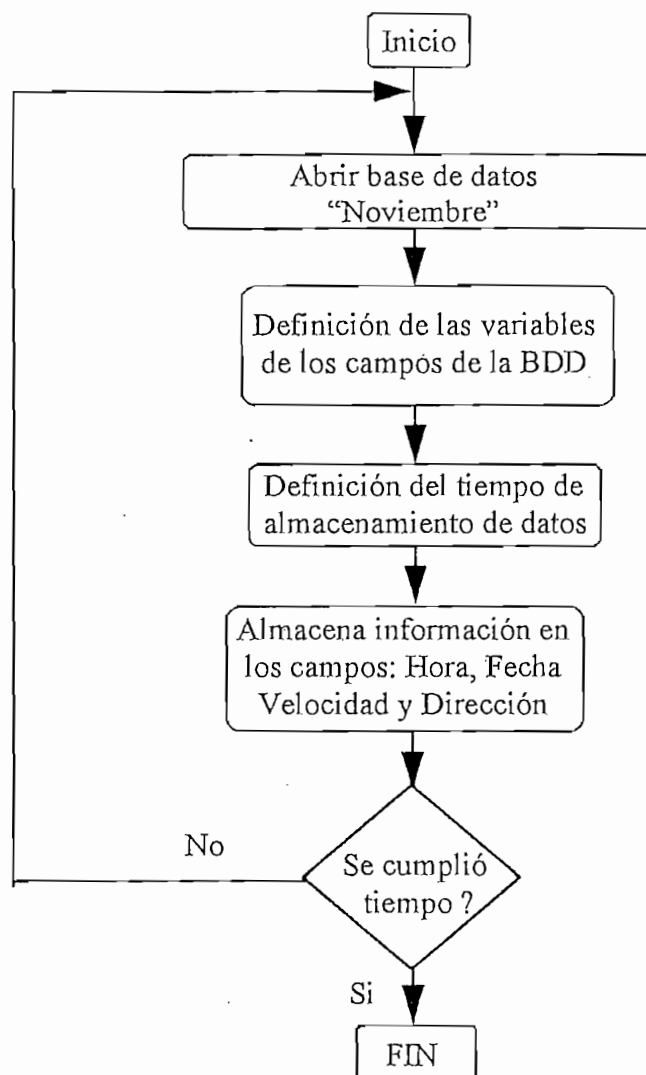 Inicio
Abrir base de datos
“Noviembre”
Definición de las variables
de los campos de la BDD
Definición del tiempo de
almacenamiento de datos
Almacena información en
los campos: Hora, Fecha
Velocidad y Dirección
No
Se cumplió
tiempo ?
Si
FIN